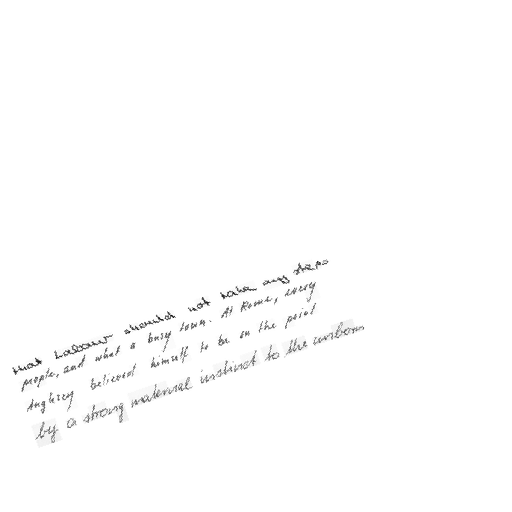 that Labour should not take any steps
people, and what a busy town. At Rome, every
Anglicy believed himself to be on the point
by a strong maternal instinct to the unborn